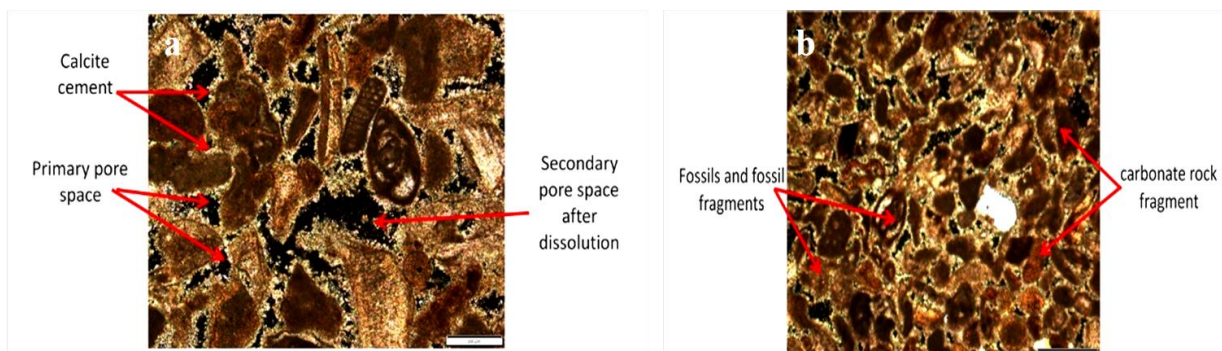 a
Calcite
cement
Primary pore
space
Secondary
pore space
after
dissolution
b
Fossils and fossil
fragments
carbonate rock
fragment